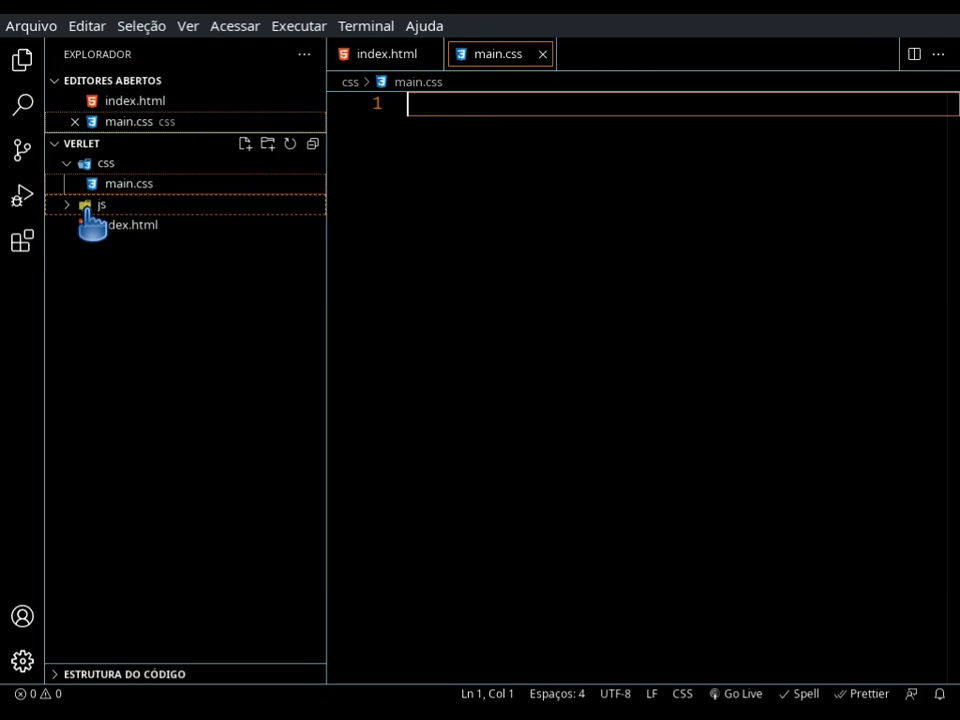 Arquivo Editar Seleção Ver Acessar Executar Terminal Ajuda
EXPLORADOR
EDITORES ABERTOS
index.html
main.css css
VERLET
css
main.css
js
dex.html
ESTRUTURA DO CÓDIGO
index.html main.css
css > main.css
1
0 0 Ln 1, Col 1 Espaços: 4 UTF-8 LF CSS Go Live Spell Prettier